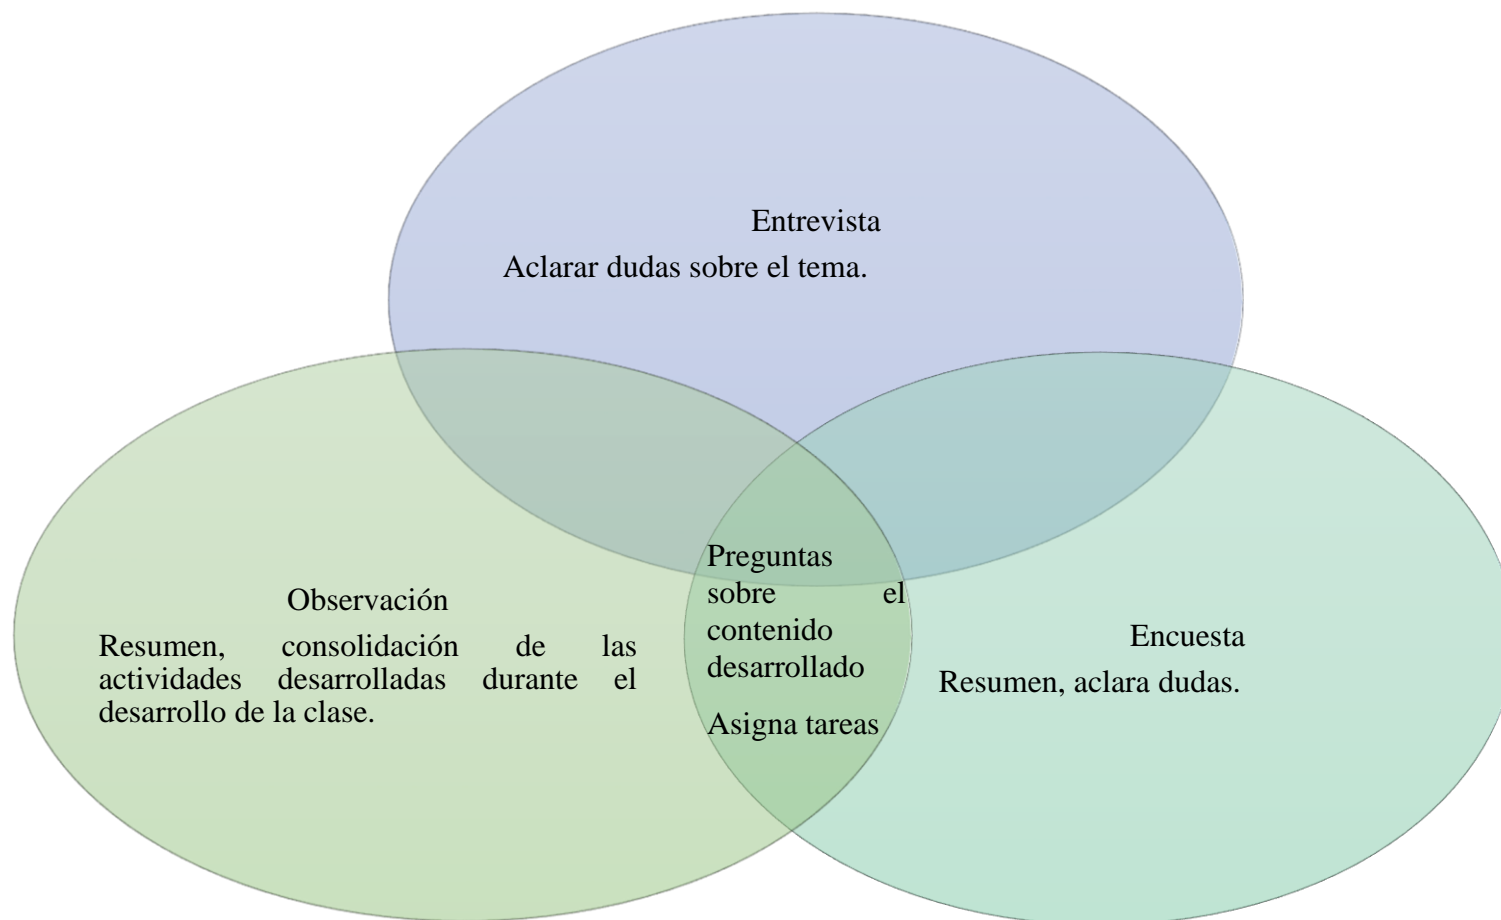 Entrevista
Aclarar dudas sobre el tema.
Observación
Resumen, consolidación de las
actividades desarrolladas durante el
desarrollo de la clase.
Preguntas
sobre el
contenido
desarrollado
Asigna tareas
Encuesta
Resumen, aclara dudas.